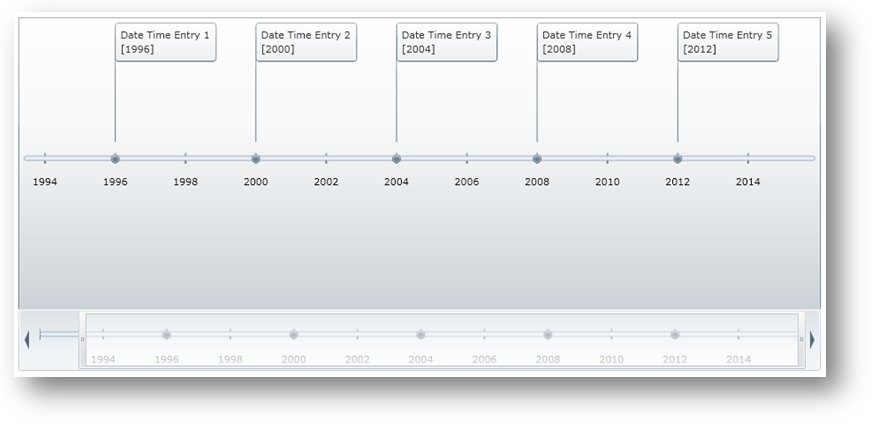 Date Time Entry 1
[1996]
Date Time Entry 2
[2000]
Date Time Entry 3
[2004]
Date Time Entry 4
[2008]
Date Time Entry 5
[2012]
1994 1996 1998 2000 2002 2004 2006 2008 2010 2012 2014
1994 1996 1998 2000 2002 2004 2006 2008 2010 2012 2014